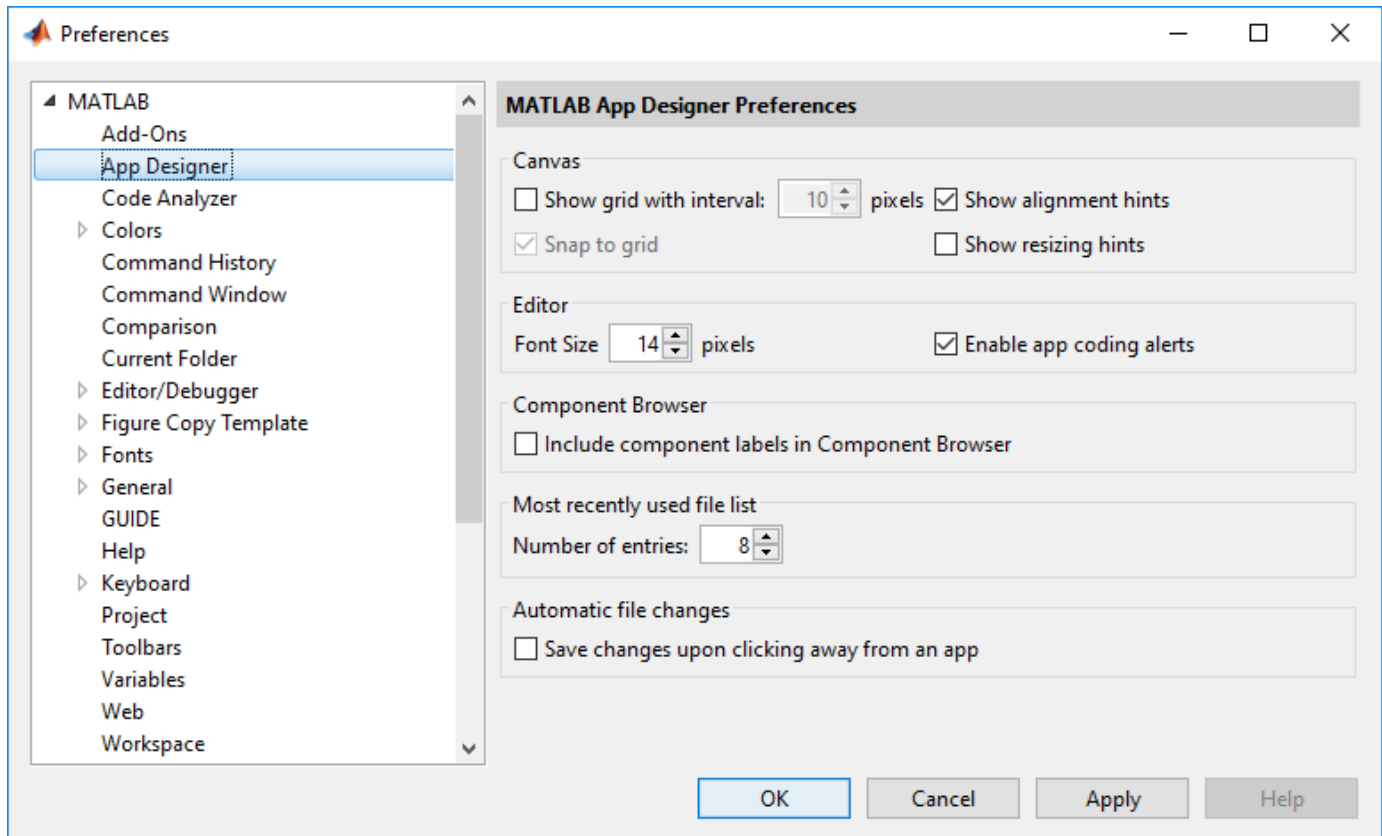 Preferences
MATLAB
Add-Ons
App Designer
Code Analyzer
Colors
Command History
Command Window
Comparison
Current Folder
Editor/Debugger
Figure Copy Template
Fonts
General
GUIDE
Help
Keyboard
Project
Toolbars
Variables
Web
Workspace
MATLAB App Designer Preferences
Canvas
Show grid with interval: 10 pixels Show alignment hints
Snap to grid Show resizing hints
Editor
Font Size 14 pixels Enable app coding alerts
Component Browser
Include component labels in Component Browser
Most recently used file list
Number of entries: 8
Automatic file changes
Save changes upon clicking away from an app
OK Cancel Apply Help